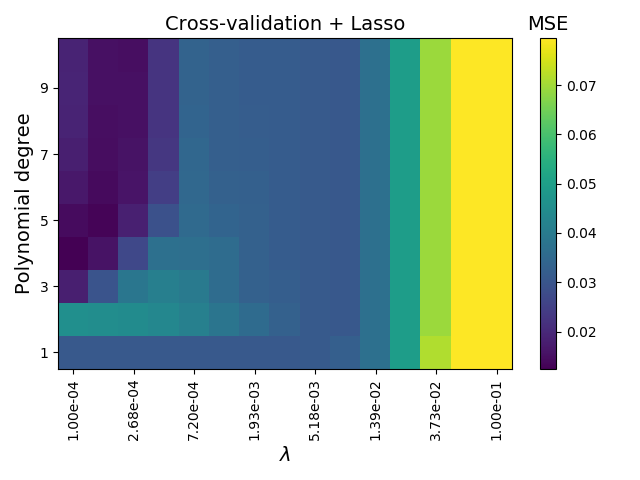 Cross-validation + Lasso
MSE
Polynomial degree
9
7
5
3
1
0.07
0.06
0.05
0.04
0.03
0.02
1.00e-04
2.68e-04
7.20e-04
1.93e-03
5.18e-03
1.39e-02
3.73e-02
1.00e-01
λ